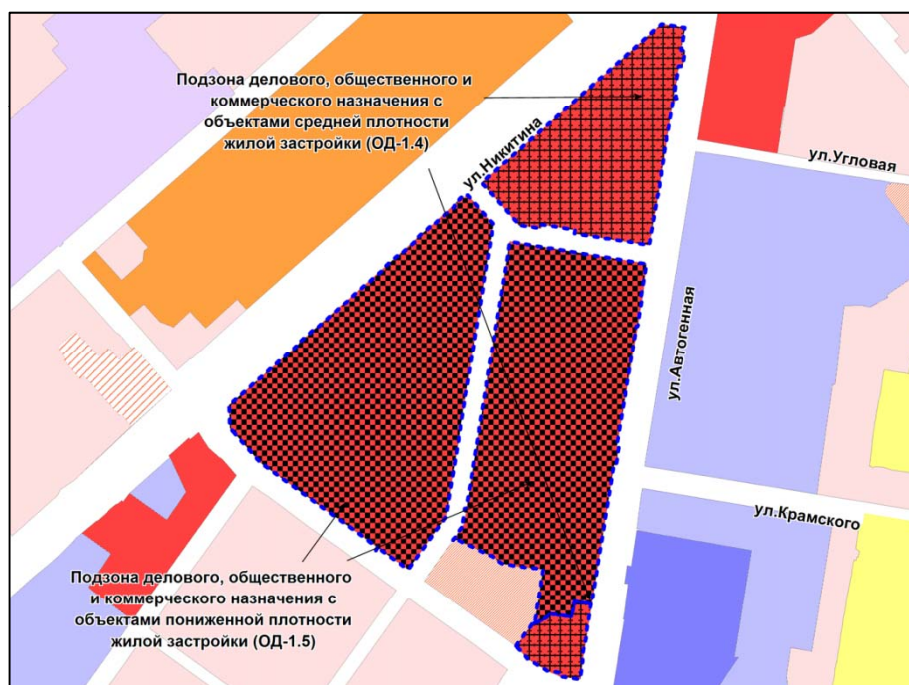 Подзона делового, общественного и
коммерческого назначения с
объектами средней плотности
жилой застройки (ОД-1.4)
ул.Никитина
ул.Угловая
ул.Автогенная
ул.Крамского
Подзона делового, общественного
и коммерческого назначения с
объектами пониженной плотности
жилой застройки (ОД-1.5)